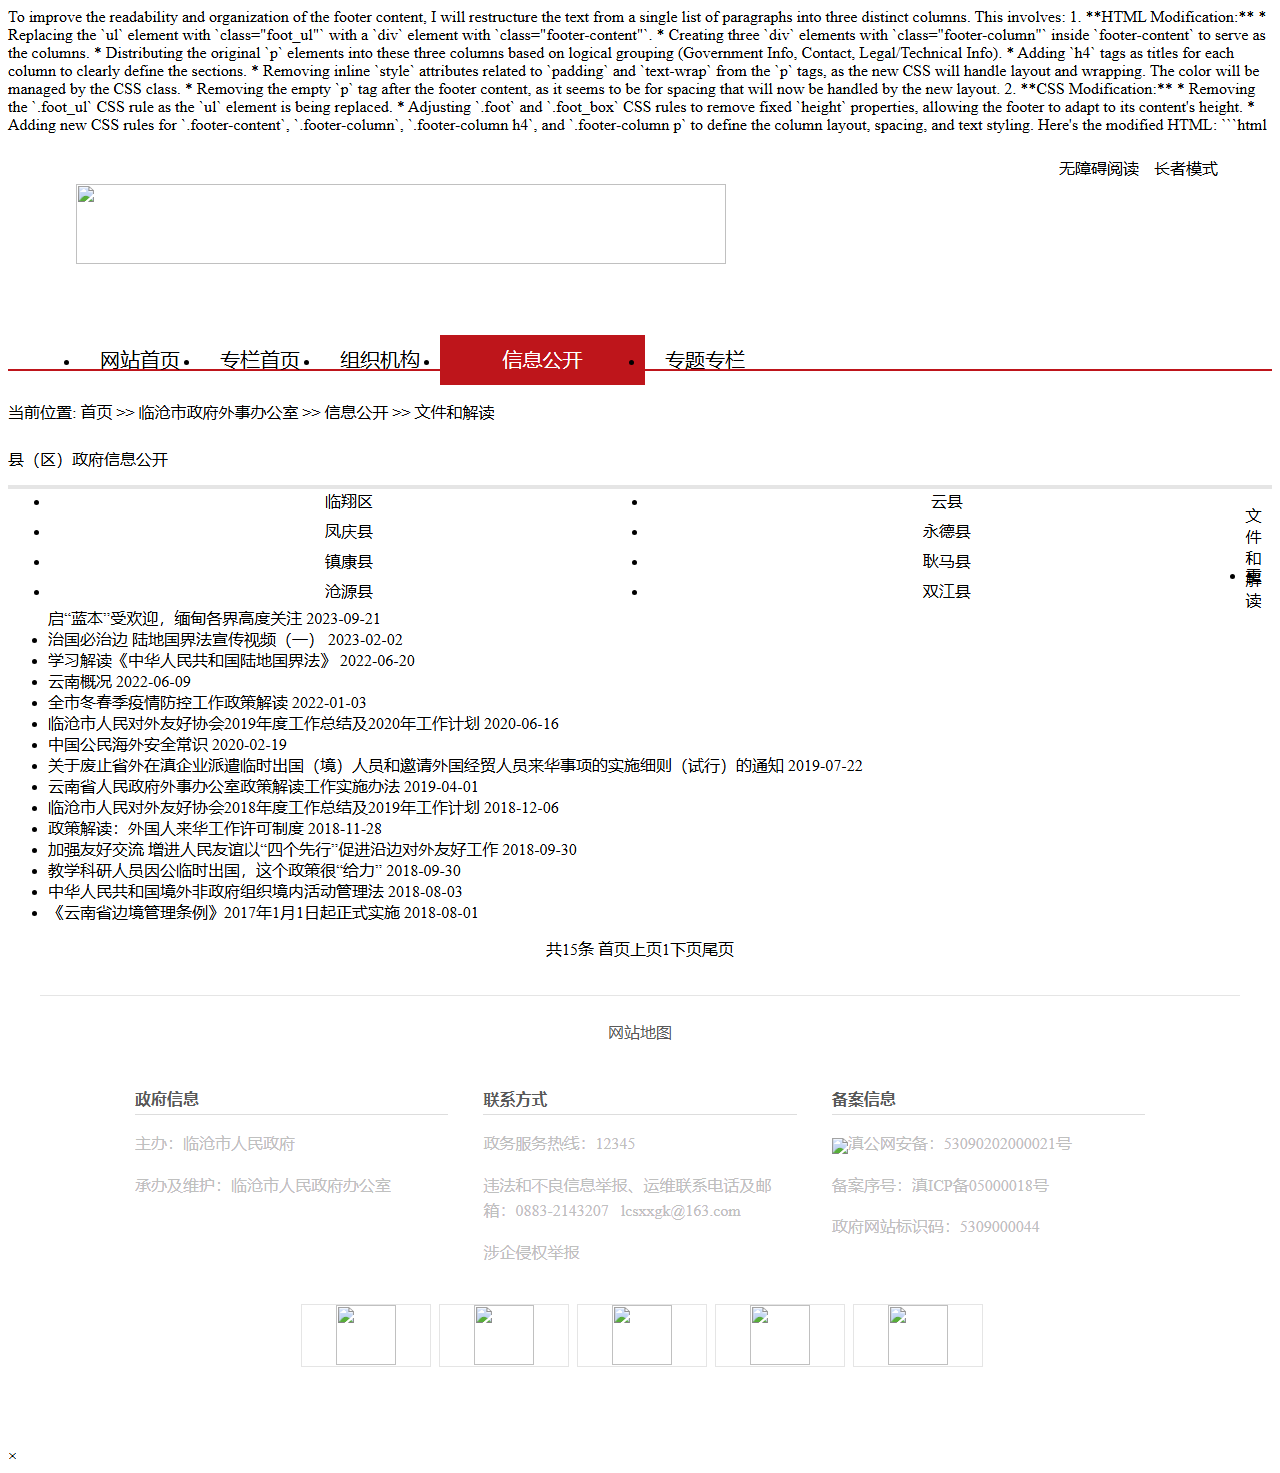 To improve the readability and organization of the footer content, I will restructure the text from a single list of paragraphs into three distinct columns. This involves: 1. **HTML Modification:** *
Replacing the `ul` element with `class="foot_ul"` with a `div` element with `class="footer-content"`. * Creating three `div` elements with `class="footer-column"` inside `footer-content` to serve as
the columns. * Distributing the original `p` elements into these three columns based on logical grouping (Government Info, Contact, Legal/Technical Info). * Adding `h4` tags as titles for each
column to clearly define the sections. * Removing inline `style` attributes related to `padding` and `text-wrap` from the `p` tags, as the new CSS will handle layout and wrapping. The color will be
managed by the CSS class. * Removing the empty `p` tag after the footer content, as it seems to be for spacing that will now be handled by the new layout. 2. **CSS Modification:** * Removing
the `.foot_ul` CSS rule as the `ul` element is being replaced. * Adjusting `.foot` and `.foot_box` CSS rules to remove fixed `height` properties, allowing the footer to adapt to its content's height. *
Adding new CSS rules for `.footer-content`, `.footer-column`, `.footer-column h4`, and `.footer-column p` to define the column layout, spacing, and text styling. Here's the modified HTML: ```html
无障碍阅读 长者模式
网站首页 专栏首页 组织机构 信息公开 专题专栏
当前位置: 首页 >> 临沧市政府外事办公室 >> 信息公开 >> 文件和解读
县（区）政府信息公开
临翔区 云县
凤庆县 永德县
镇康县 耿马县
沧源县 双江县
文
件
和
解
读
启“蓝本”受欢迎，缅甸各界高度关注 2023-09-21
治国必治边 陆地国界法宣传视频（一） 2023-02-02
学习解读《中华人民共和国陆地国界法》 2022-06-20
云南概况 2022-06-09
全市冬春季疫情防控工作政策解读 2022-01-03
临沧市人民对外友好协会2019年度工作总结及2020年工作计划 2020-06-16
中国公民海外安全常识 2020-02-19
关于废止省外在滇企业派遣临时出国（境）人员和邀请外国经贸人员来华事项的实施细则（试行）的通知 2019-07-22
云南省人民政府外事办公室政策解读工作实施办法 2019-04-01
临沧市人民对外友好协会2018年度工作总结及2019年工作计划 2018-12-06
政策解读：外国人来华工作许可制度 2018-11-28
加强友好交流 增进人民友谊以“四个先行”促进沿边对外友好工作 2018-09-30
教学科研人员因公临时出国，这个政策很“给力” 2018-09-30
中华人民共和国境外非政府组织境内活动管理法 2018-08-03
《云南省边境管理条例》2017年1月1日起正式实施 2018-08-01
共15条 首页上页1下页尾页
网站地图
政府信息
主办：临沧市人民政府
承办及维护：临沧市人民政府办公室
联系方式
政务服务热线：12345
违法和不良信息举报、运维联系电话及邮
箱：0883-2143207 lcsxxgk@163.com
涉企侵权举报
备案信息
滇公网安备：53090202000021号
备案序号：滇ICP备05000018号
政府网站标识码：5309000044
×